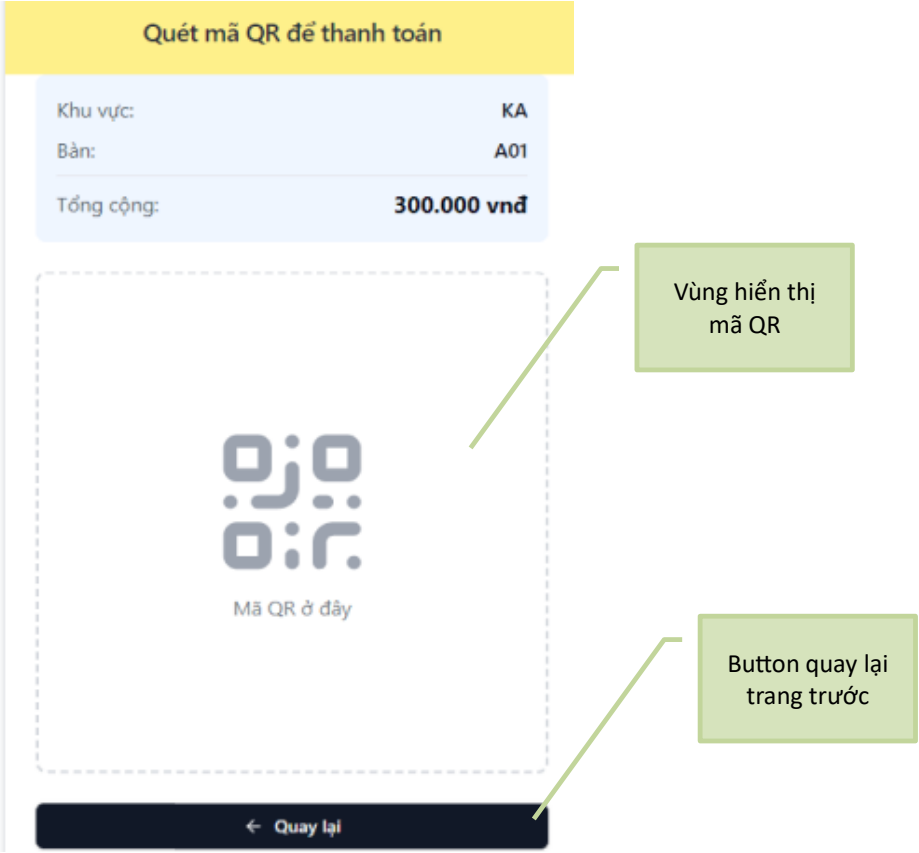 Quét mã QR để thanh toán
Khu vực: KA
Bàn: A01
Tổng cộng: 300.000 vnđ
Vùng hiển thị
mã QR
Mã QR ở đây
Button quay lại
trang trước
← Quay lại